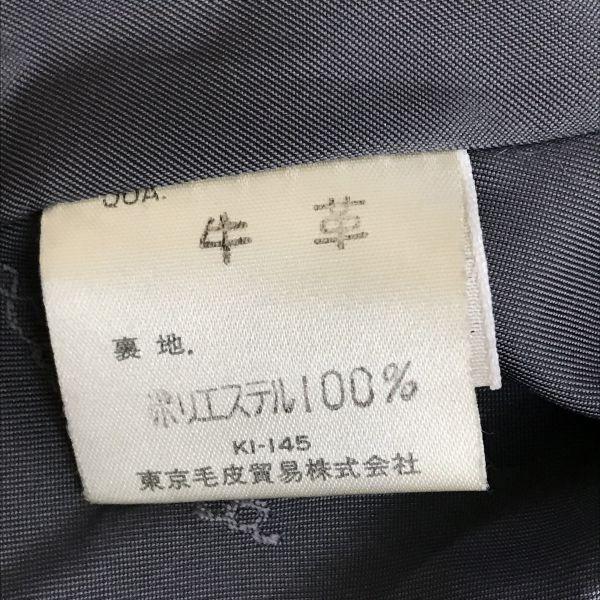 QUA.
牛革
裏地.
ポリエステル100%
KI-145
東京毛皮貿易株式会社